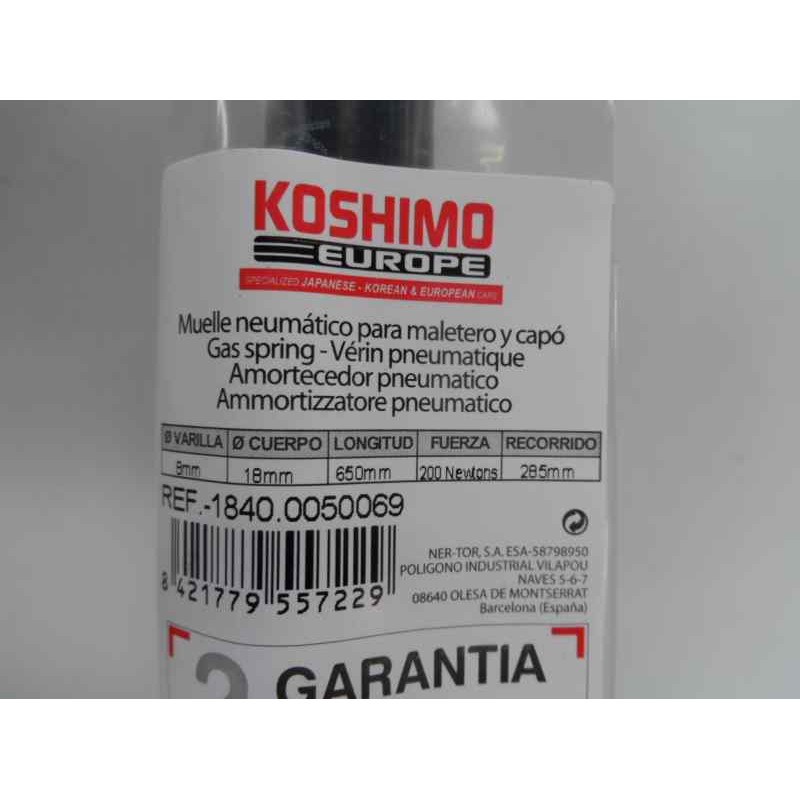 KOSHIMO
EUROPE
SPECIALIZED JAPANESE - KOREAN & EUROPEAN CARS
Muelle neumático para maletero y capó
Gas spring - Vérin pneumatique
Amortecedor pneumatico
Ammortizzatore pneumatico
Ø VARILLA Ø CUERPO LONGITUD FUERZA RECORRIDO
8mm 18mm 650mm 200 Newtons 285mm
REF.-1840.0050069
NER-TOR, S.A. ESA-58798950
POLIGONO INDUSTRIAL VILAPOU
NAVES 5-6-7
08640 OLESA DE MONTSERRAT
Barcelona (España)
8 421779 557229
2 GARANTIA